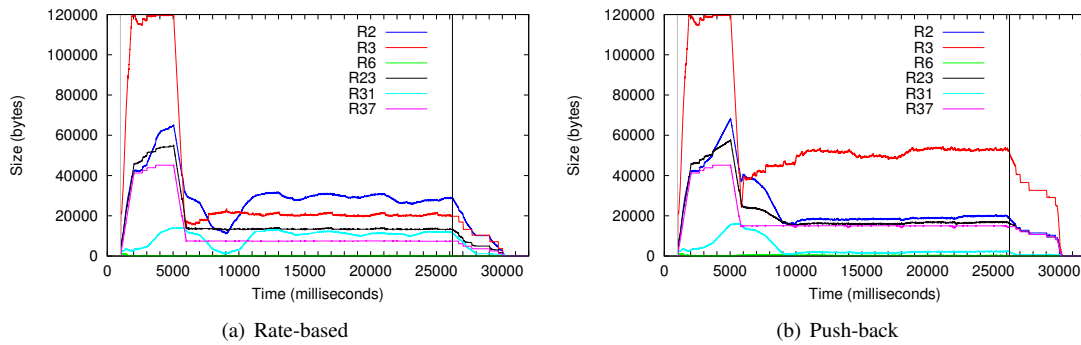 120000
100000
80000
60000
40000
20000
0
Size (bytes)
0 5000 10000 15000 20000 25000 30000
Time (milliseconds)
R2
R3
R6
R23
R31
R37
(a) Rate-based
120000
100000
80000
60000
40000
20000
0
Size (bytes)
0 5000 10000 15000 20000 25000 30000
Time (milliseconds)
R2
R3
R6
R23
R31
R37
(b) Push-back